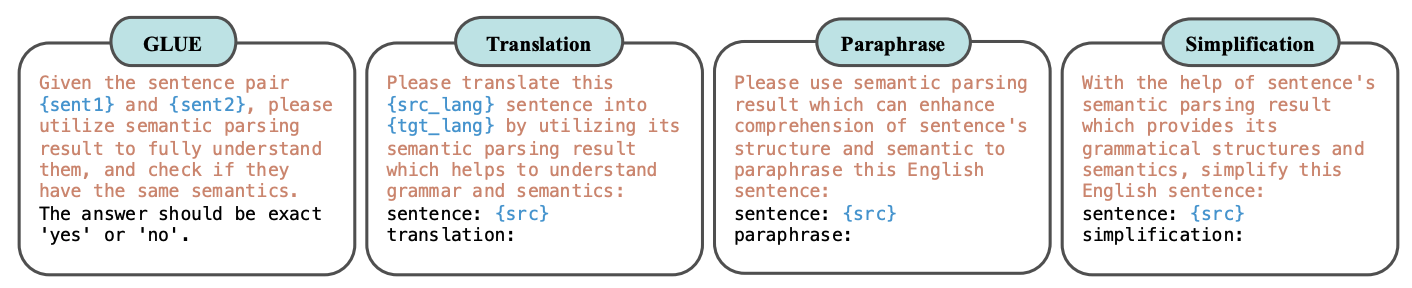 GLUE
Given the sentence pair
{sent1} and {sent2}, please
utilize semantic parsing
result to fully understand
them, and check if they
have the same semantics.
The answer should be exact
'yes' or 'no'.
Translation
Please translate this
{src_lang} sentence into
{tgt_lang} by utilizing its
semantic parsing result
which helps to understand
grammar and semantics:
sentence: {src}
translation:
Paraphrase
Please use semantic parsing
result which can enhance
comprehension of sentence's
structure and semantic to
paraphrase this English
sentence:
sentence: {src}
paraphrase:
Simplification
With the help of sentence's
semantic parsing result
which provides its
grammatical structures and
semantics, simplify this
English sentence:
sentence: {src}
simplification: